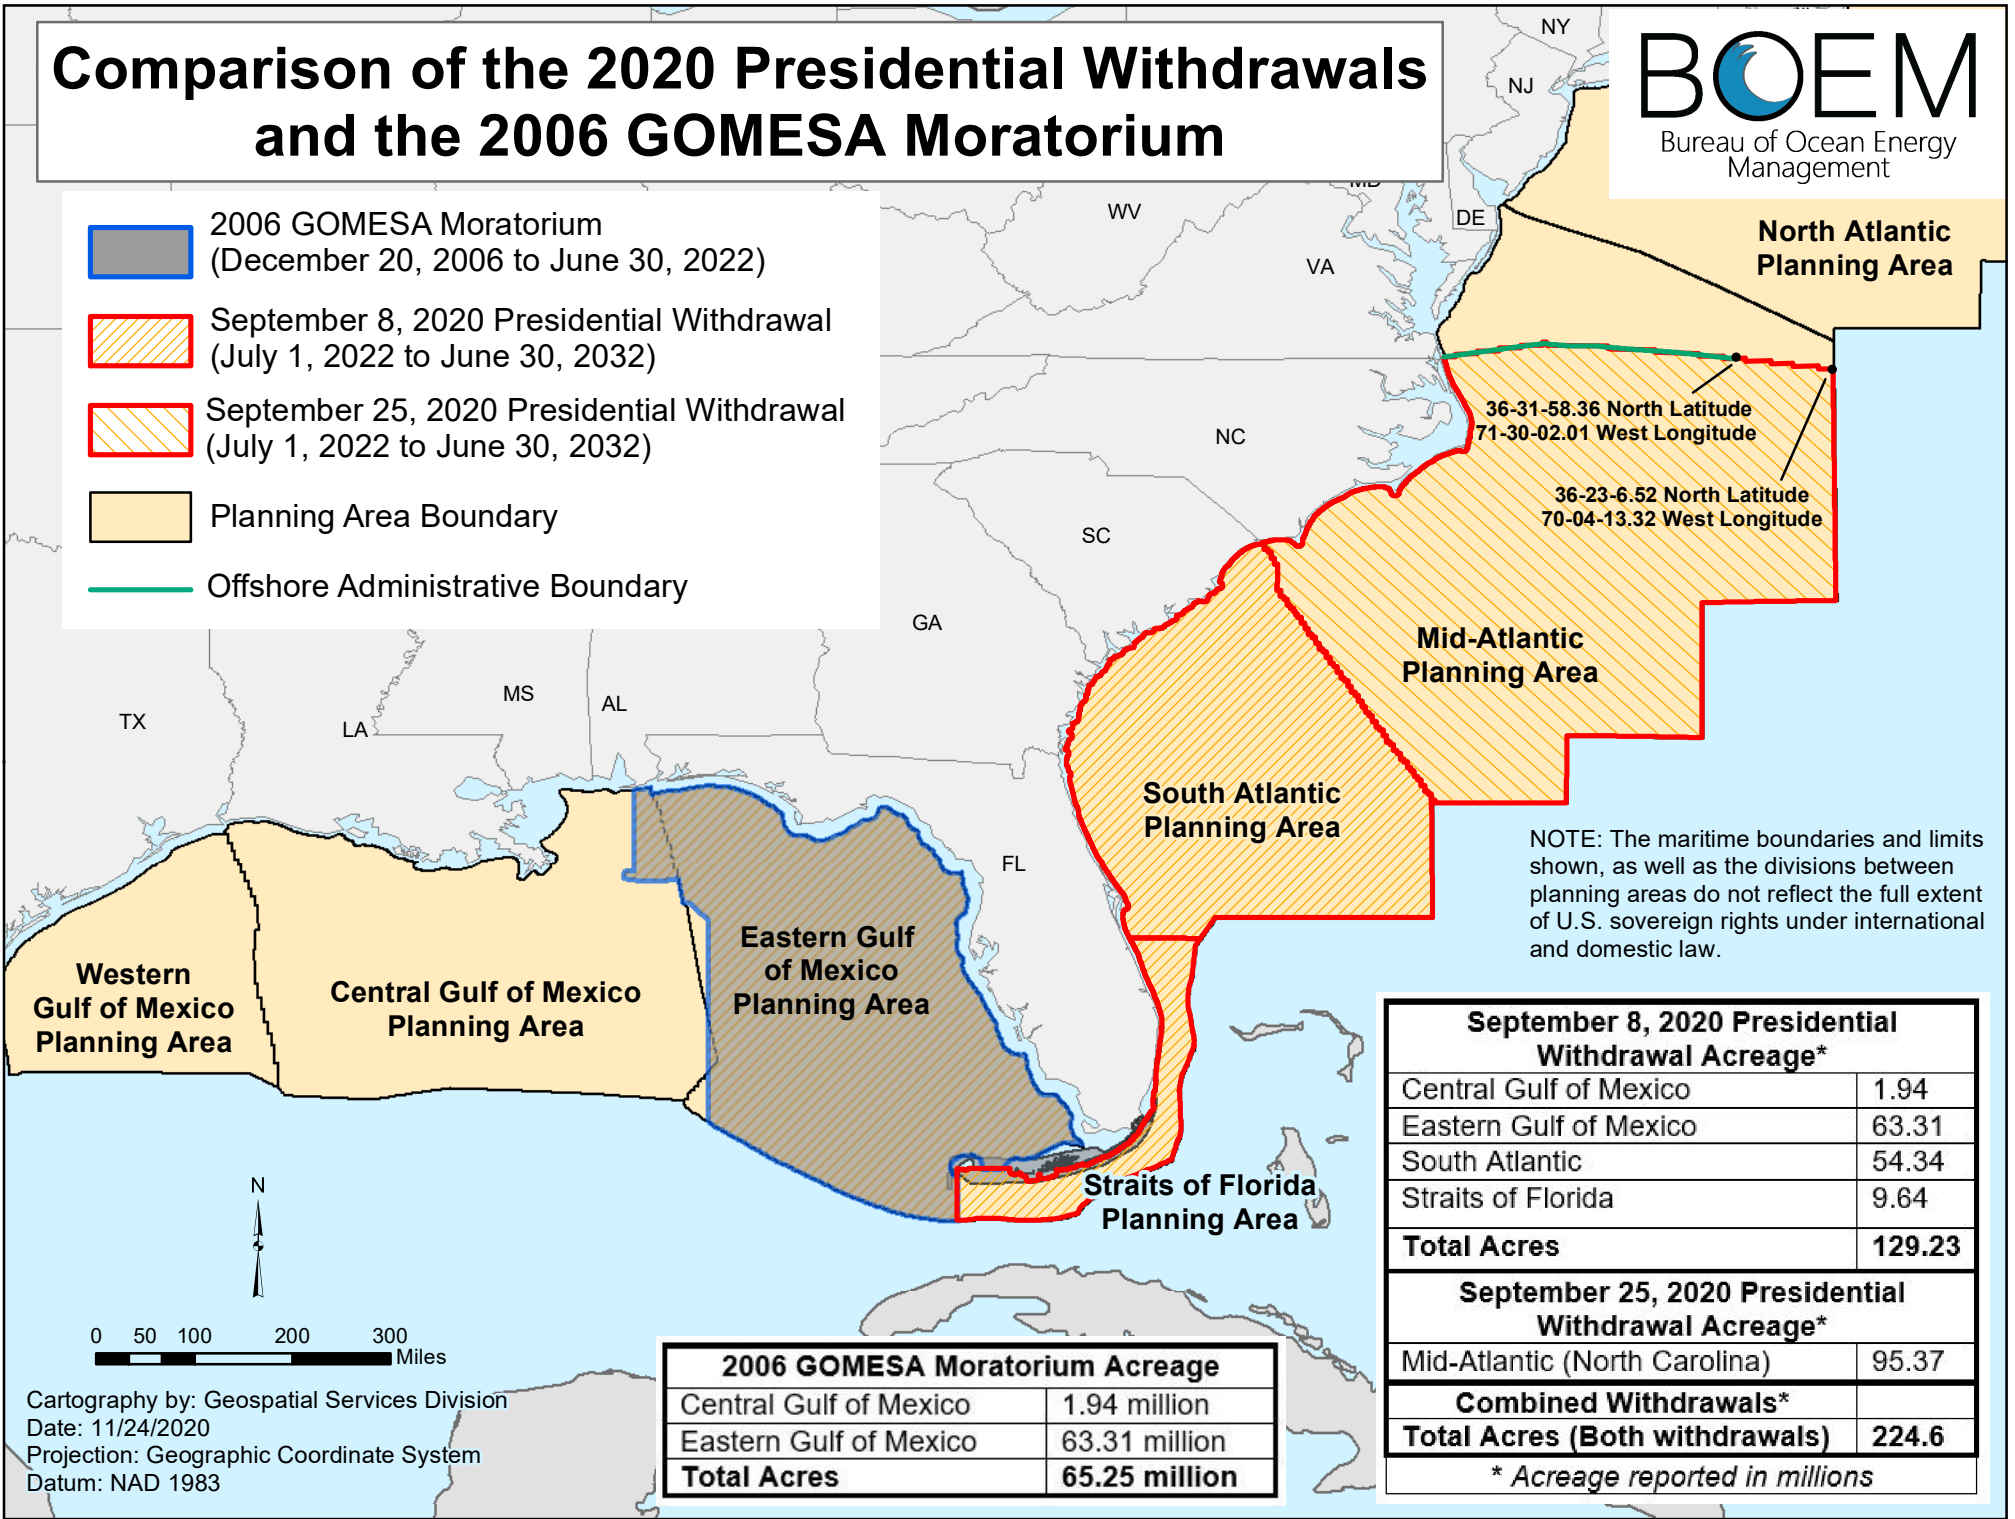 Comparison of the 2020 Presidential Withdrawals
and the 2006 GOMESA Moratorium
BOEM
Bureau of Ocean Energy
Management
2006 GOMESA Moratorium
(December 20, 2006 to June 30, 2022)
September 8, 2020 Presidential Withdrawal
(July 1, 2022 to June 30, 2032)
September 25, 2020 Presidential Withdrawal
(July 1, 2022 to June 30, 2032)
Planning Area Boundary
Offshore Administrative Boundary
NY
NJ
MD
DE
WV
VA
NC
SC
GA
FL
AL
MS
LA
TX
North Atlantic
Planning Area
36-31-58.36 North Latitude
71-30-02.01 West Longitude
36-23-6.52 North Latitude
70-04-13.32 West Longitude
Mid-Atlantic
Planning Area
South Atlantic
Planning Area
Eastern Gulf
of Mexico
Planning Area
Central Gulf of Mexico
Planning Area
Western
Gulf of Mexico
Planning Area
Straits of Florida
Planning Area
NOTE: The maritime boundaries and limits
shown, as well as the divisions between
planning areas do not reflect the full extent
of U.S. sovereign rights under international
and domestic law.
September 8, 2020 Presidential
Withdrawal Acreage*
Central Gulf of Mexico 1.94
Eastern Gulf of Mexico 63.31
South Atlantic 54.34
Straits of Florida 9.64
Total Acres 129.23
September 25, 2020 Presidential
Withdrawal Acreage*
Mid-Atlantic (North Carolina) 95.37
Combined Withdrawals*
Total Acres (Both withdrawals) 224.6
* Acreage reported in millions
2006 GOMESA Moratorium Acreage
Central Gulf of Mexico 1.94 million
Eastern Gulf of Mexico 63.31 million
Total Acres 65.25 million
N
0 50 100 200 300
Miles
Cartography by: Geospatial Services Division
Date: 11/24/2020
Projection: Geographic Coordinate System
Datum: NAD 1983